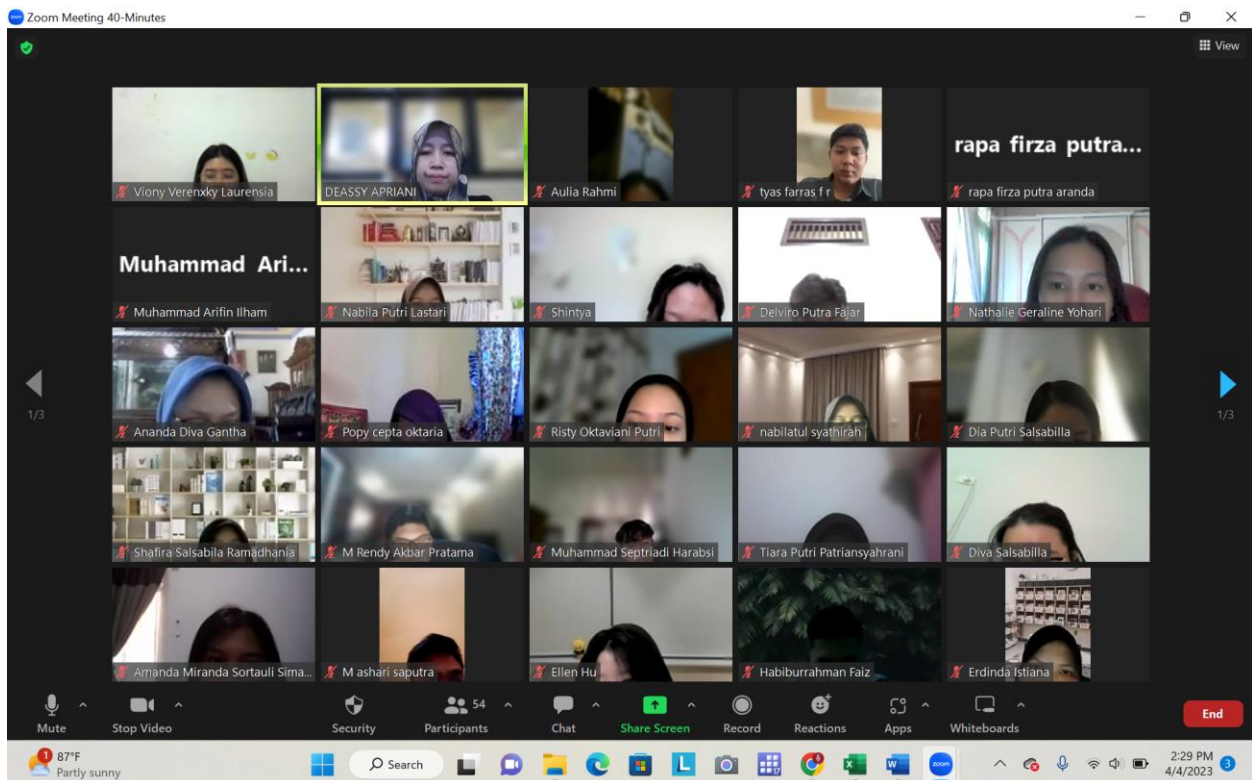 Zoom Meeting 40-Minutes
View
Viony Verenxky Laurensia
DEASSY APRIANI
Aulia Rahmi
tyas farras f r
rapa firza putra...
rapa firza putra aranda
Muhammad Ari...
Muhammad Arifin Ilham
Nabila Putri Lastari
Shintya
Delviro Putra Fajar
Nathalie Geraline Yohari
1/3
1/3
Ananda Diva Gantha
Popy cepta oktaria
Risty Oktaviani Putri
nabilatul syathirah
Dia Putri Salsabilla
Shafira Salsabila Ramadhania
M Rendy Akbar Pratama
Muhammad Septriadi Harabsi
Tiara Putri Patriansyahrani
Diva Salsabilla
Amanda Miranda Sortauli Sima...
M ashari saputra
Ellen Hu
Habiburrahman Faiz
Erdinda Istiana
Mute
Stop Video
Security
54
Participants
Chat
Share Screen
Record
Reactions
Apps
Whiteboards
End
1
87°F
Partly sunny
Search
L
17
zoom
2:29 PM
4/4/2023
3